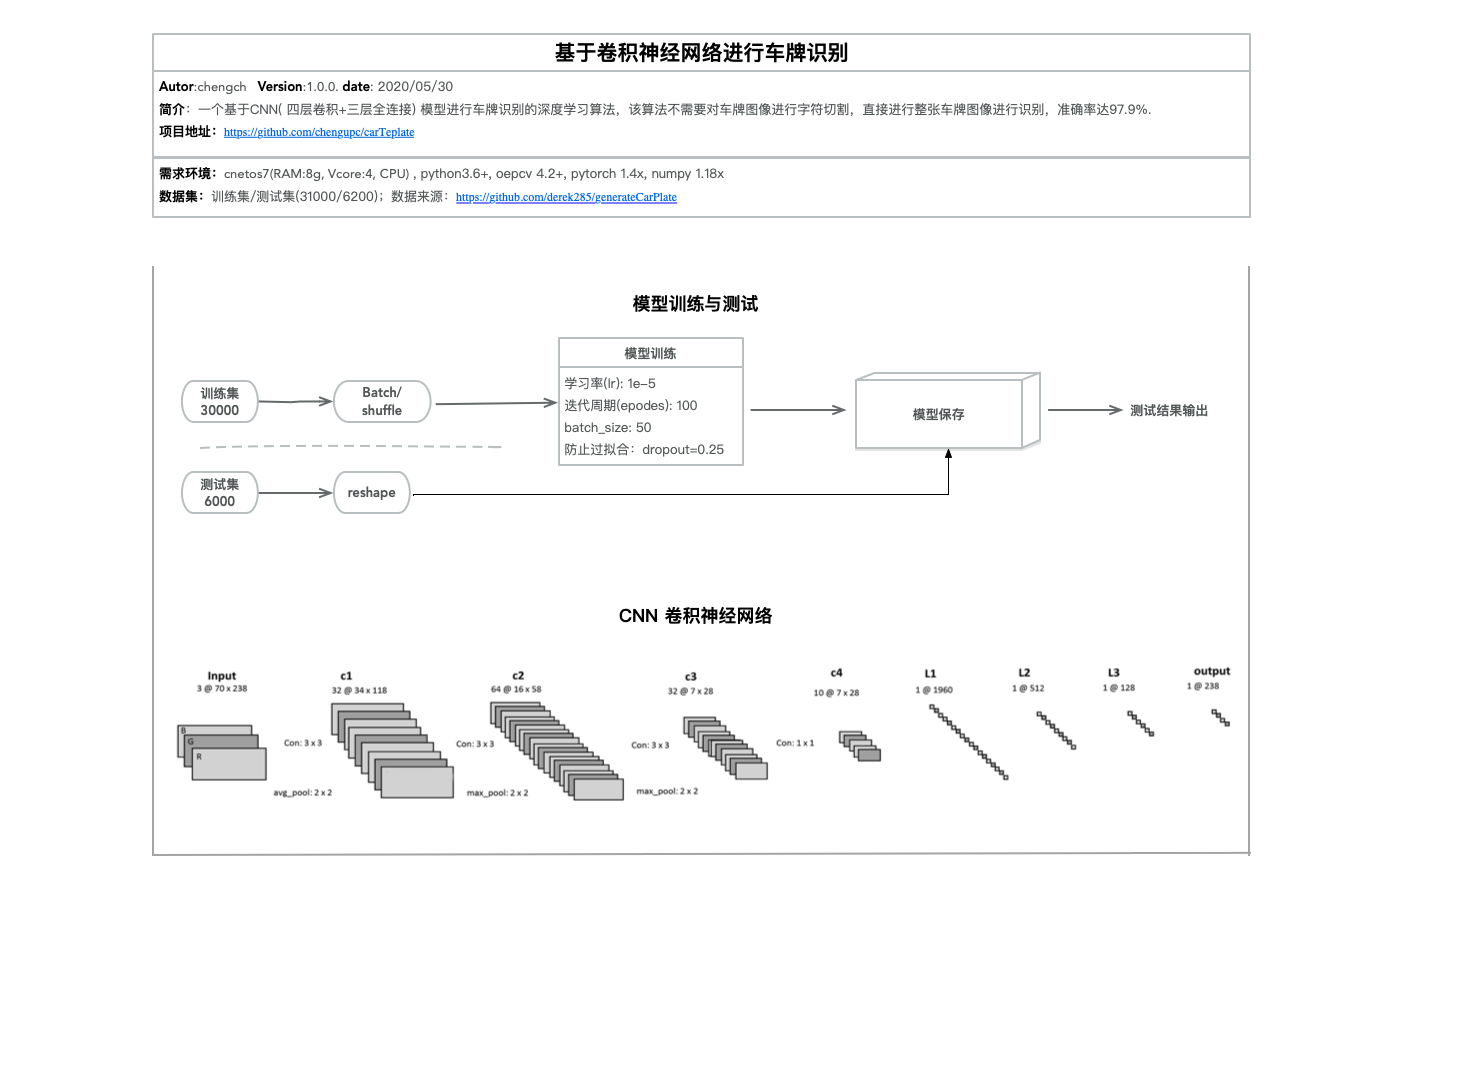 基于卷积神经网络进行车牌识别
Autor:chengch Version:1.0.0. date: 2020/05/30
简介：一个基于CNN( 四层卷积+三层全连接) 模型进行车牌识别的深度学习算法，该算法不需要对车牌图像进行字符切割，直接进行整张车牌图像进行识别，准确率达97.9%.
项目地址：https://github.com/chengupc/carTeplate
需求环境：cnetos7(RAM:8g, Vcore:4, CPU) , python3.6+, oepcv 4.2+, pytorch 1.4x, numpy 1.18x
数据集：训练集/测试集(31000/6200)；数据来源：https://github.com/derek285/generateCarPlate
模型训练与测试
训练集
30000
Batch/
shuffle
模型训练
学习率(lr): 1e-5
迭代周期(epodes): 100
batch_size: 50
防止过拟合：dropout=0.25
模型保存
测试结果输出
测试集
6000
reshape
CNN 卷积神经网络
Input
3 @ 70 x 238
B
G
R
Con: 3 x 3
avg_pool: 2 x 2
c1
32 @ 34 x 118
Con: 3 x 3
max_pool: 2 x 2
c2
64 @ 16 x 58
Con: 3 x 3
max_pool: 2 x 2
c3
32 @ 7 x 28
Con: 1 x 1
c4
10 @ 7 x 28
L1
1 @ 1960
L2
1 @ 512
L3
1 @ 128
output
1 @ 238